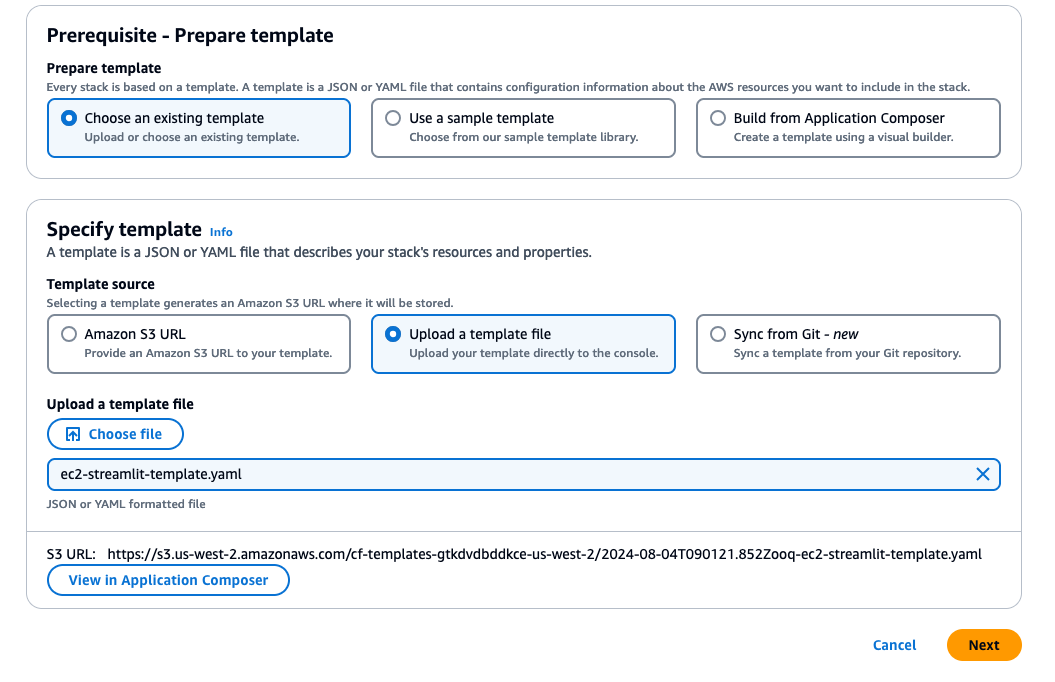 Prerequisite - Prepare template
Prepare template
Every stack is based on a template. A template is a JSON or YAML file that contains configuration information about the AWS resources you want to include in the stack.
Choose an existing template
Upload or choose an existing template.
Use a sample template
Choose from our sample template library.
Build from Application Composer
Create a template using a visual builder.
Specify template Info
A template is a JSON or YAML file that describes your stack's resources and properties.
Template source
Selecting a template generates an Amazon S3 URL where it will be stored.
Amazon S3 URL
Provide an Amazon S3 URL to your template.
Upload a template file
Upload your template directly to the console.
Sync from Git - new
Sync a template from your Git repository.
Upload a template file
Choose file
ec2-streamlit-template.yaml
JSON or YAML formatted file
S3 URL: https://s3.us-west-2.amazonaws.com/cf-templates-gtkdvdbddkce-us-west-2/2024-08-04T090121.852Zooq-ec2-streamlit-template.yaml
View in Application Composer
Cancel
Next